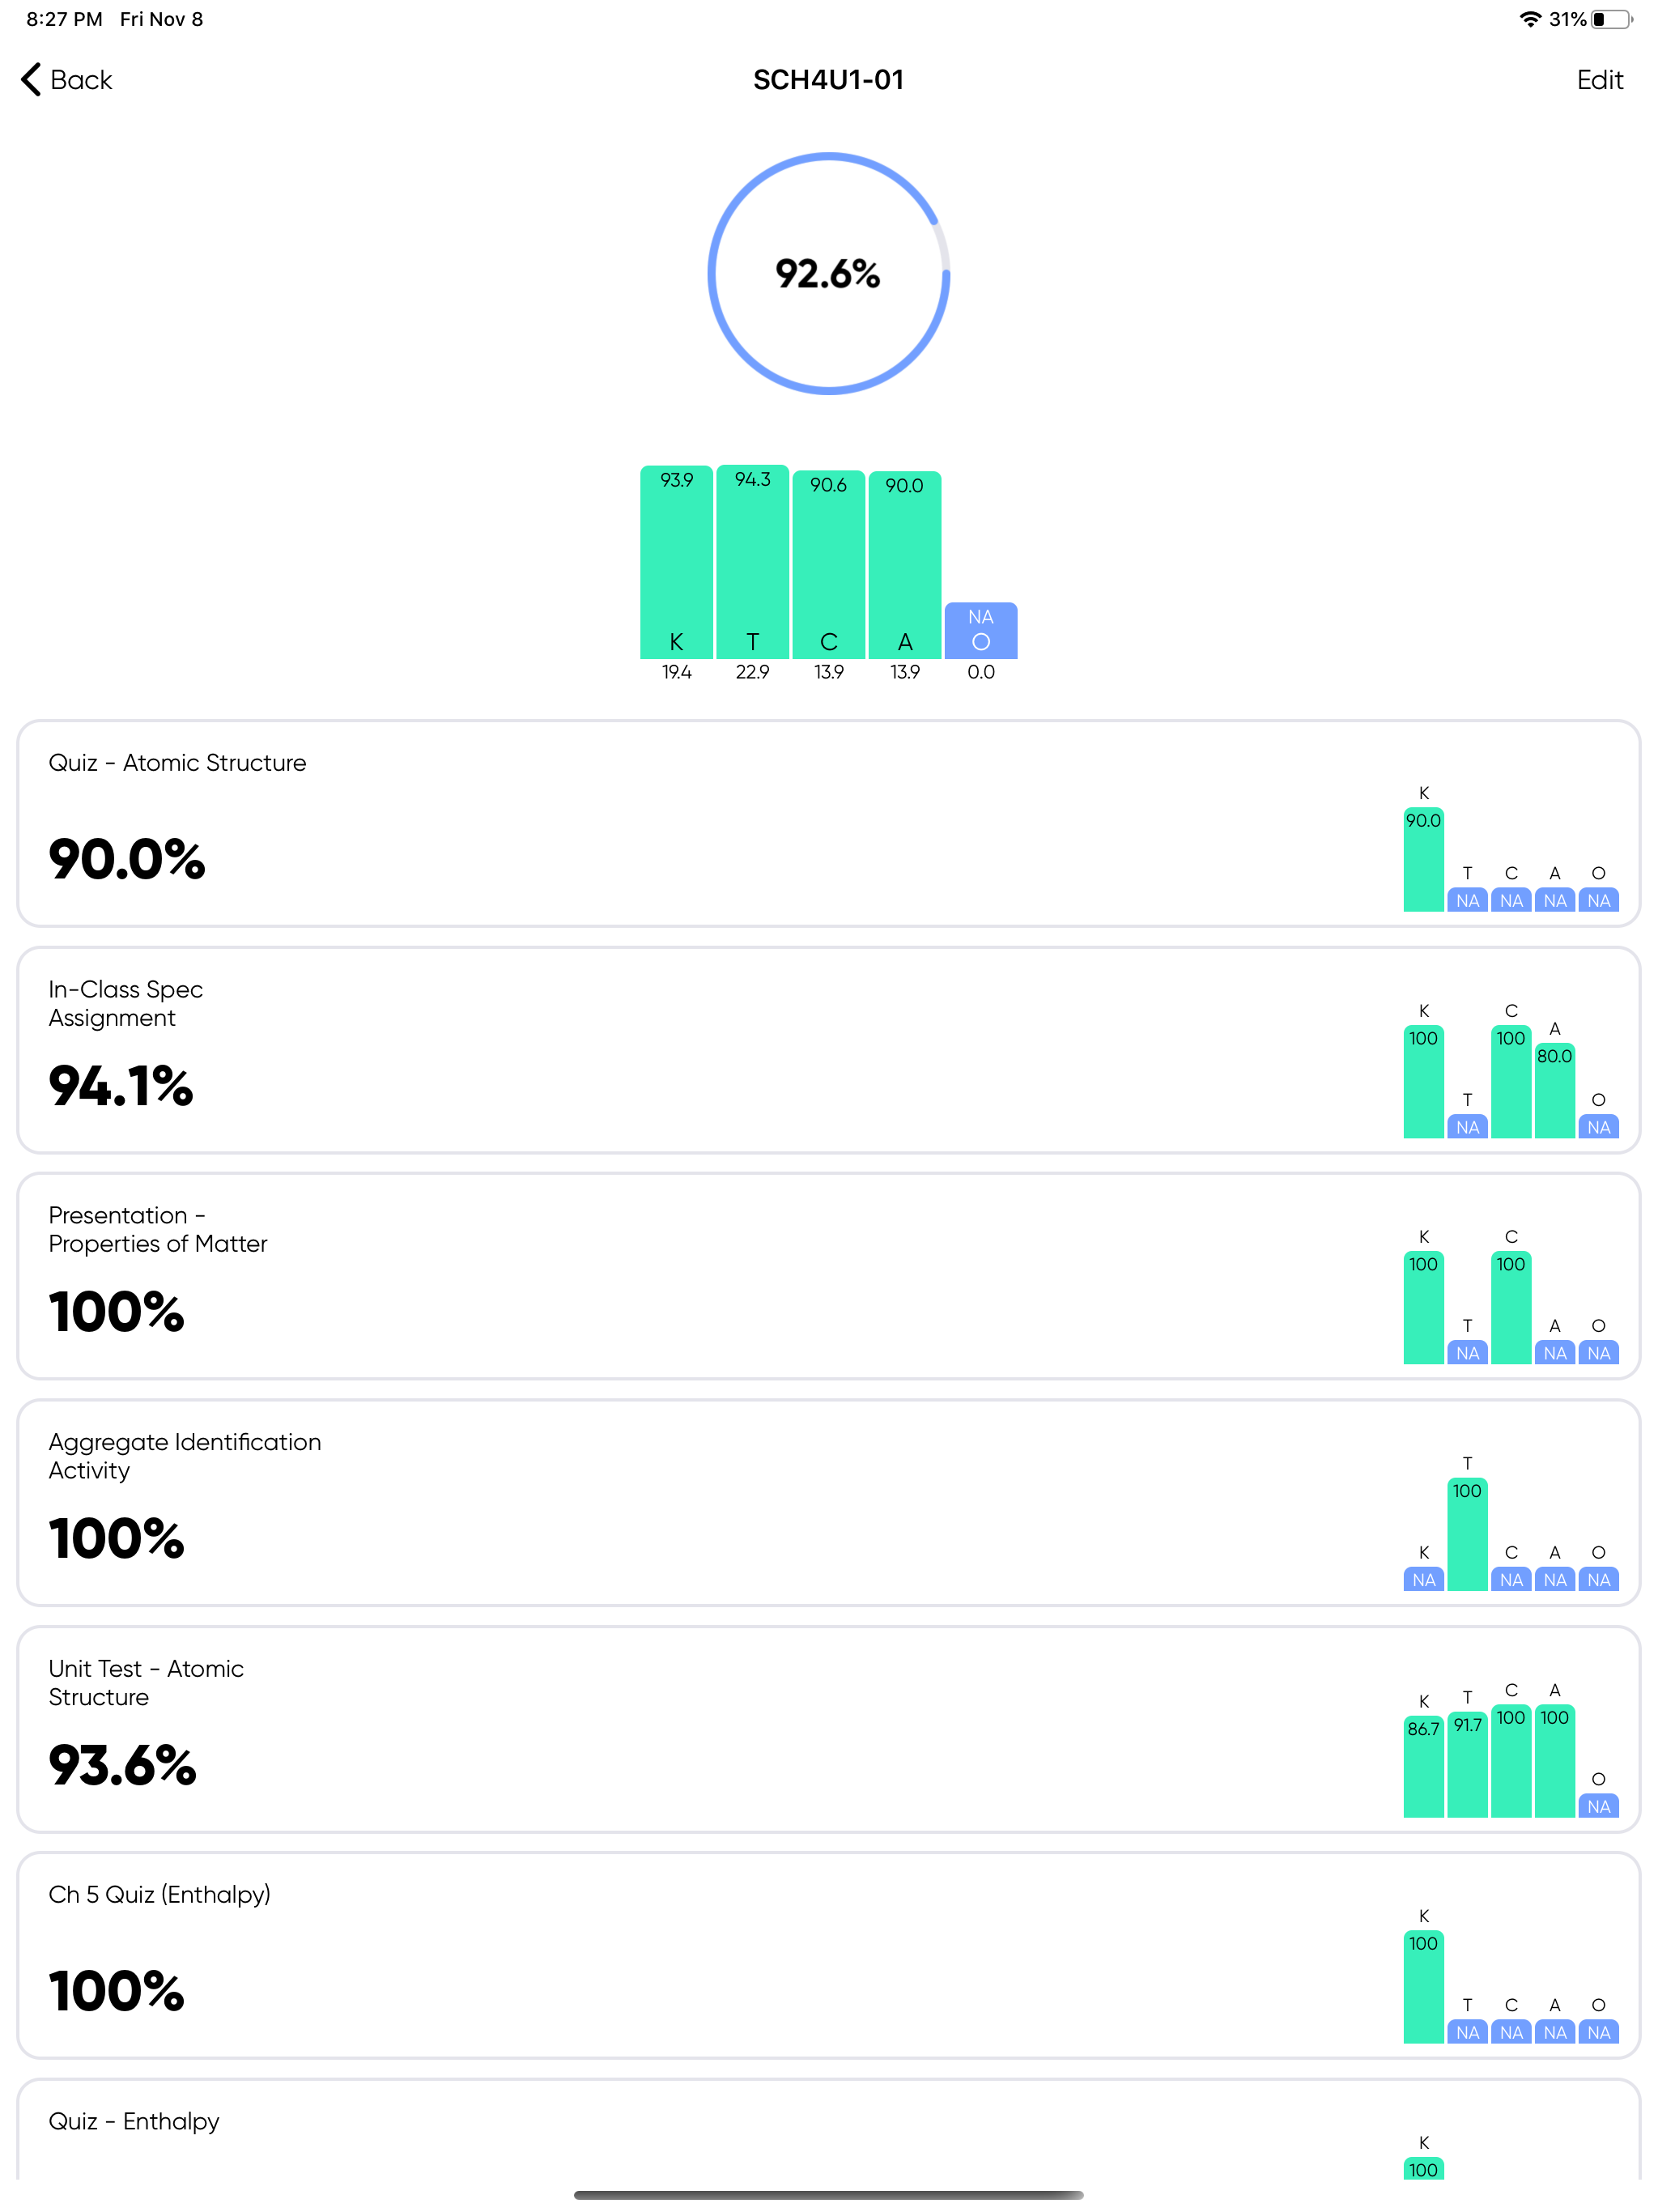 8:27 PM Fri Nov 8 31%
Back SCH4U1-01 Edit
92.6%
93.9 94.3 90.6 90.0 NA
K T C A O
19.4 22.9 13.9 13.9 0.0
Quiz - Atomic Structure
90.0%
K
90.0
T C A O
NA NA NA NA
In-Class Spec
Assignment
94.1%
K C A
100 100 80.0
T O
NA NA
Presentation -
Properties of Matter
100%
K C
100 100
T A O
NA NA NA
Aggregate Identification
Activity
100%
T
100
K C A O
NA NA NA NA
Unit Test - Atomic
Structure
93.6%
K T C A
86.7 91.7 100 100
O
NA
Ch 5 Quiz (Enthalpy)
100%
K
100
T C A O
NA NA NA NA
Quiz - Enthalpy
K
100